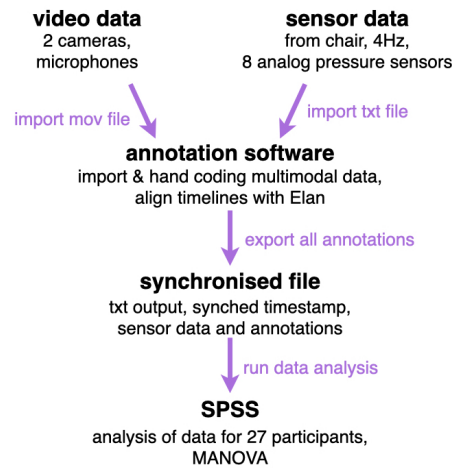 video data
2 cameras,
microphones
sensor data
from chair, 4Hz,
8 analog pressure sensors
import mov file
import txt file
annotation software
import & hand coding multimodal data,
align timelines with Elan
export all annotations
synchronised file
txt output, synched timestamp,
sensor data and annotations
run data analysis
SPSS
analysis of data for 27 participants,
MANOVA